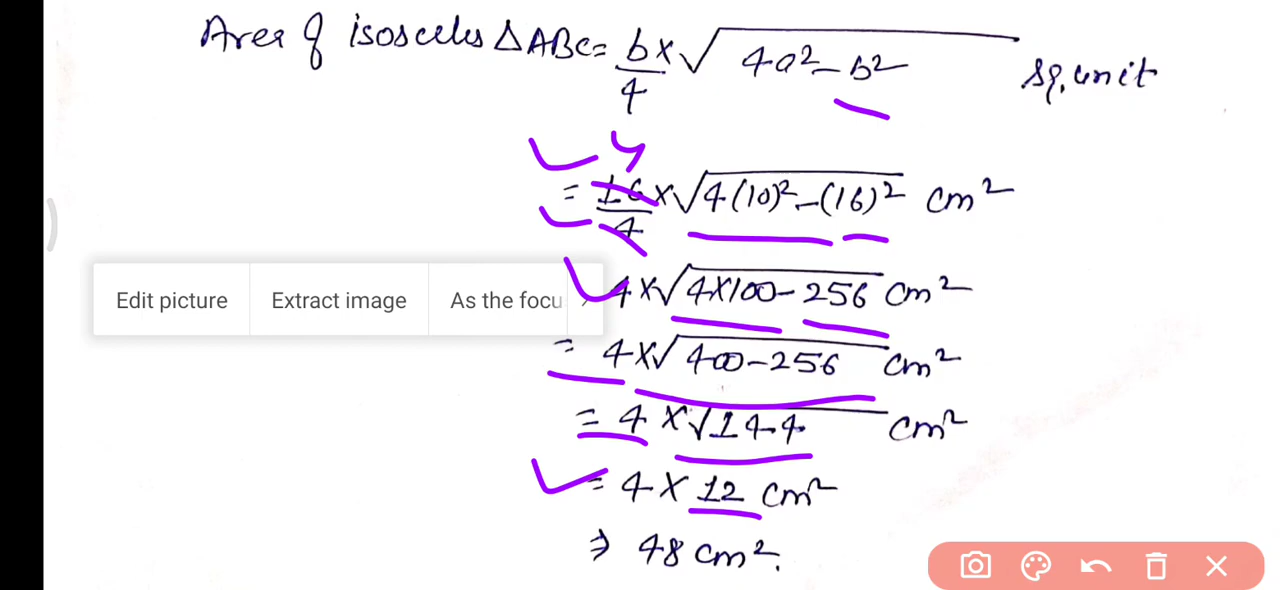 Area of isosceles △ABC = b/4 × √(4a² − b²) sq. unit
= 16/4 × √(4(10)² − (16)²) cm²
4 × √(4×100 − 256) cm²
Edit picture Extract image As the focu
= 4 × √(400 − 256) cm²
= 4 × √144 cm²
= 4 × 12 cm²
⇒ 48 cm².